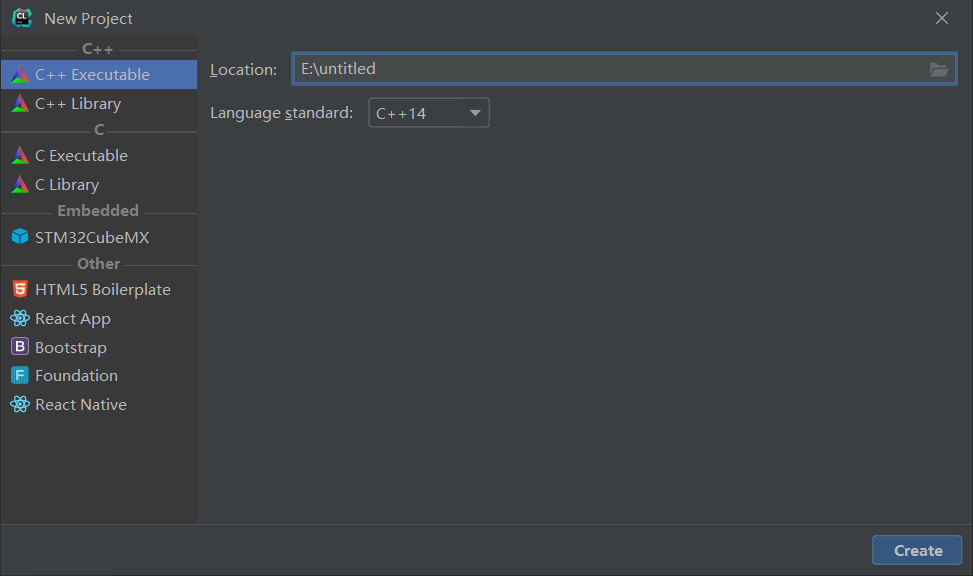 CL
New Project
C++
C++ Executable
C++ Library
C
C Executable
C Library
Embedded
STM32CubeMX
Other
5 HTML5 Boilerplate
React App
B Bootstrap
F Foundation
React Native
Location: E:\untitled
Language standard: C++14
Create